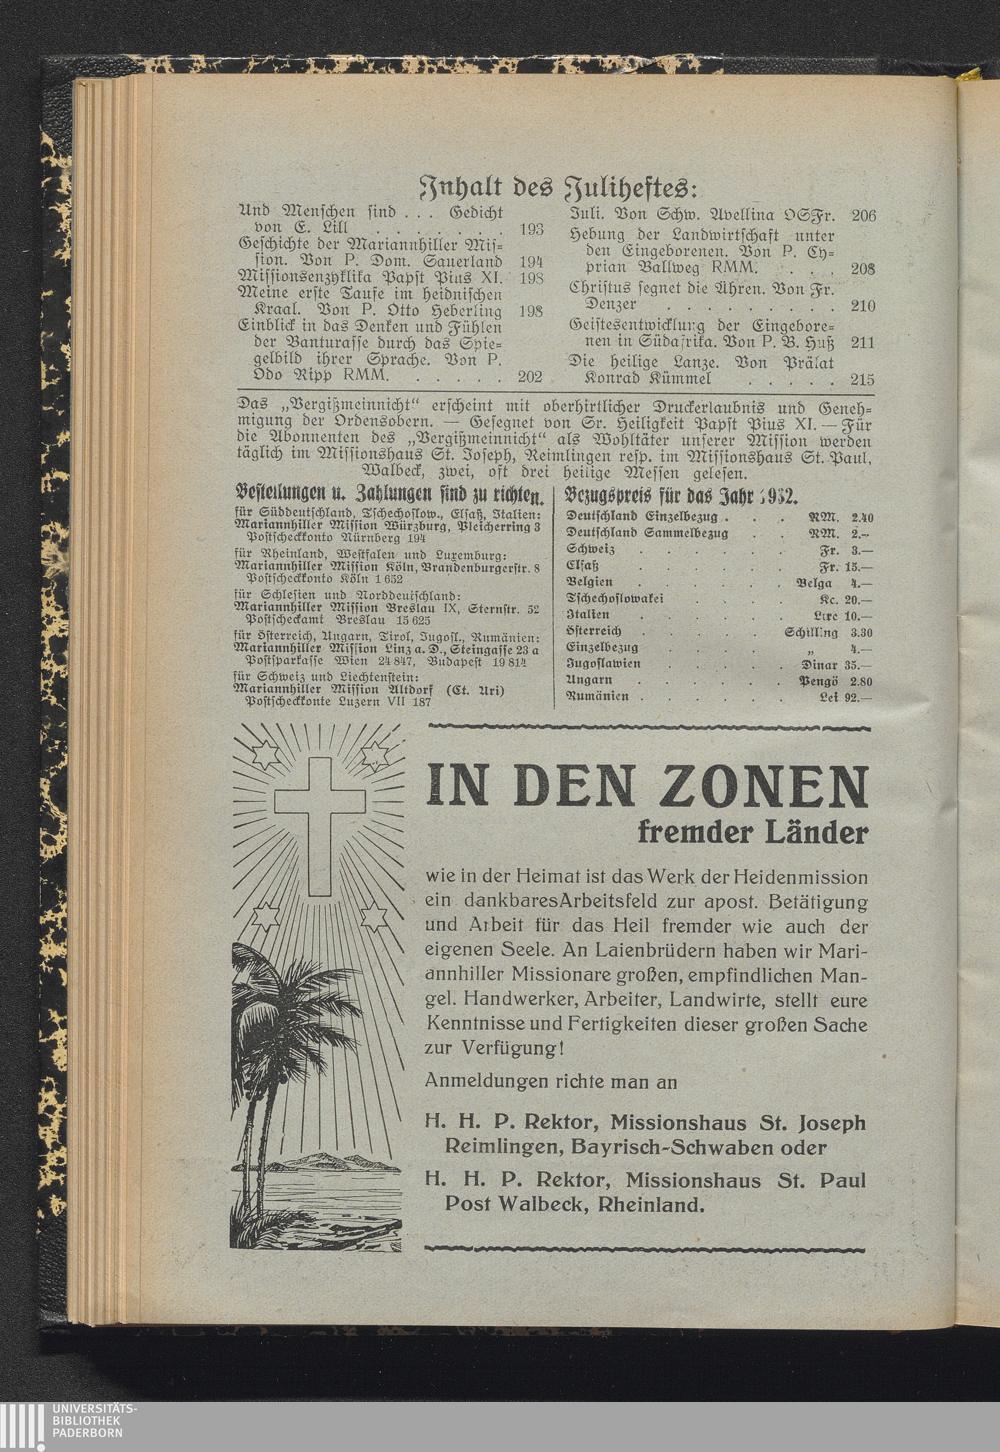 Inhalt des Juliheftes:
Und Menschen sind . . . Gedicht
von E. Lill . . . . . . . 193
Geschichte der Mariannhiller Mis-
sion. Von P. Dom. Sauerland 194
Missionsenzyklika Papst Pius XI. 198
Meine erste Taufe im heidnischen
Kraal. Von P. Otto Heberling 198
Einblick in das Denken und Fühlen
der Banturasse durch das Spie-
gelbild ihrer Sprache. Von P.
Odo Ripp RMM. . . . . . 202
Juli. Von Schw. Avellina OSFr. 206
Hebung der Landwirtschaft unter
den Eingeborenen. Von P. Cy-
prian Ballweg RMM. . . . 208
Christus segnet die Ähren. Von Fr.
Denzer . . . . . . . . . 210
Geistesentwicklung der Eingebore-
nen in Südafrika. Von P. B. Huß 211
Die heilige Lanze. Von Prälat
Konrad Kümmel . . . . . 215
Das „Vergißmeinnicht“ erscheint mit oberhirtlicher Druckerlaubnis und Geneh-
migung der Ordensobern. — Gesegnet von Sr. Heiligkeit Papst Pius XI. — Für
die Abonnenten des „Vergißmeinnicht“ als Wohltäter unserer Mission werden
täglich im Missionshaus St. Joseph, Reimlingen resp. im Missionshaus St. Paul,
Walbeck, zwei, oft drei heilige Messen gelesen.
Bestellungen u. Zahlungen sind zu richten.
für Süddeutschland, Tschechoslow., Elsaß, Italien:
Mariannhiller Mission Würzburg, Pleicherring 3
Postscheckkonto Nürnberg 194
für Rheinland, Westfalen und Luxemburg:
Mariannhiller Mission Köln, Brandenburgerstr. 8
Postscheckkonto Köln 1 652
für Schlesien und Norddeutschland:
Mariannhiller Mission Breslau IX, Sternstr. 52
Postscheckamt Breslau 15 625
für Österreich, Ungarn, Tirol, Jugosl., Rumänien:
Mariannhiller Mission Linz a. D., Steingasse 23 a
Postsparkasse Wien 24 847, Budapest 19 814
für Schweiz und Liechtenstein:
Mariannhiller Mission Altdorf (Ct. Uri)
Postscheckkonte Luzern VII 187
Bezugspreis für das Jahr 1932.
Deutschland Einzelbezug . . . RM. 2.40
Deutschland Sammelbezug . . RM. 2.—
Schweiz . . . . . . Fr. 3.—
Elsaß . . . . . . . Fr. 15.—
Belgien . . . . . . Belga 4.—
Tschechoslowakei . . . . Kc. 20.—
Italien . . . . . . Lire 10.—
Österreich . . . . . Schilling 3.30
Einzelbezug . . . . . „ 4.—
Jugoslawien . . . . . Dinar 35.—
Ungarn . . . . . . Pengö 2.80
Rumänien . . . . . . Lei 92.—
IN DEN ZONEN
fremder Länder
wie in der Heimat ist das Werk der Heidenmission
ein dankbaresArbeitsfeld zur apost. Betätigung
und Arbeit für das Heil fremder wie auch der
eigenen Seele. An Laienbrüdern haben wir Mari-
annhiller Missionare großen, empfindlichen Man-
gel. Handwerker, Arbeiter, Landwirte, stellt eure
Kenntnisse und Fertigkeiten dieser großen Sache
zur Verfügung!
Anmeldungen richte man an
H. H. P. Rektor, Missionshaus St. Joseph
Reimlingen, Bayrisch-Schwaben oder
H. H. P. Rektor, Missionshaus St. Paul
Post Walbeck, Rheinland.
UNIVERSITÄTS-
BIBLIOTHEK
PADERBORN